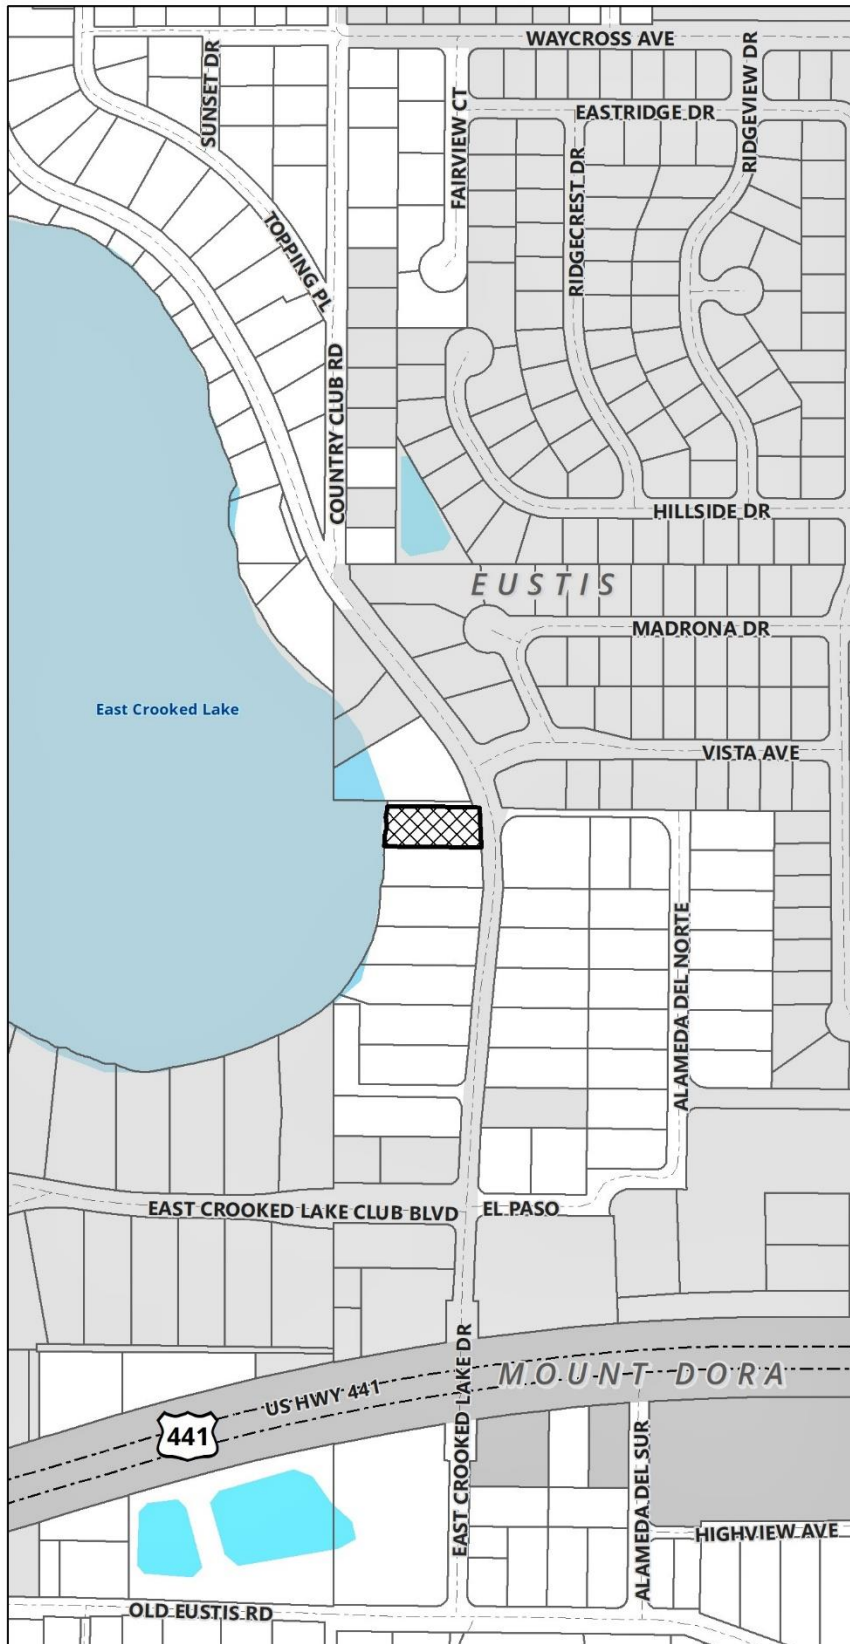 WAYCROSS AVE
SUNSET DR
RIDGEVIEW DR
FAIRVIEW CT
EASTRIDGE DR
RIDGECREST DR
TOPPING PL
COUNTRY CLUB RD
HILLSIDE DR
EUSTIS
MADRONA DR
East Crooked Lake
VISTA AVE
ALAMEDA DEL NORTE
EAST CROOKED LAKE CLUB BLVD
EL PASO
EAST CROOKED LAKE DR
MOUNT DORA
US HWY 441
441
ALAMEDA DEL SUR
HIGHVIEW AVE
OLD EUSTIS RD